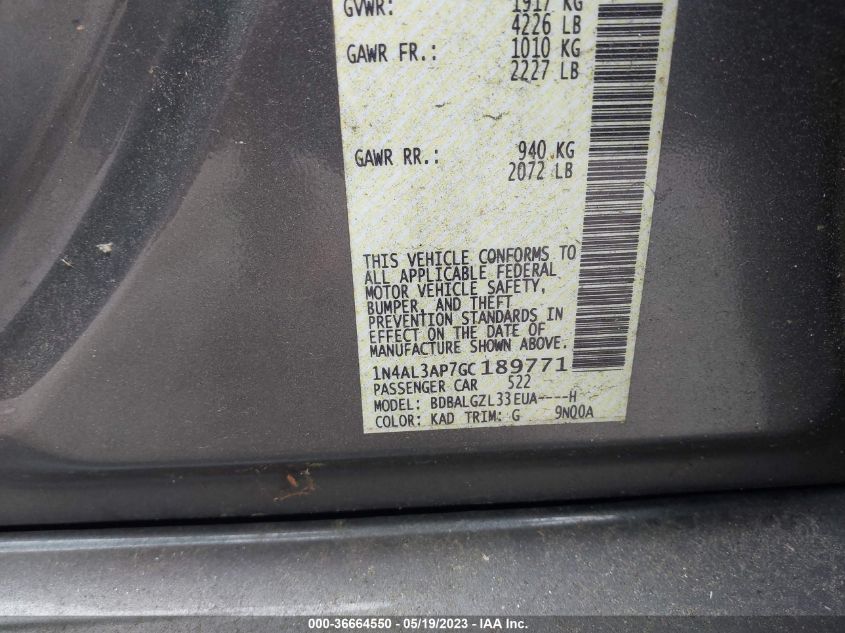 GVWR: 1917 KG
4226 LB
GAWR FR.: 1010 KG
2227 LB
GAWR RR.: 940 KG
2072 LB
THIS VEHICLE CONFORMS TO
ALL APPLICABLE FEDERAL
MOTOR VEHICLE SAFETY,
BUMPER, AND THEFT
PREVENTION STANDARDS IN
EFFECT ON THE DATE OF
MANUFACTURE SHOWN ABOVE.
1N4AL3AP7GC189771
PASSENGER CAR 522
MODEL: BDBALGZL33EUA----H
COLOR: KAD TRIM: G 9N00A
000-36664550 - 05/19/2023 - IAA Inc.